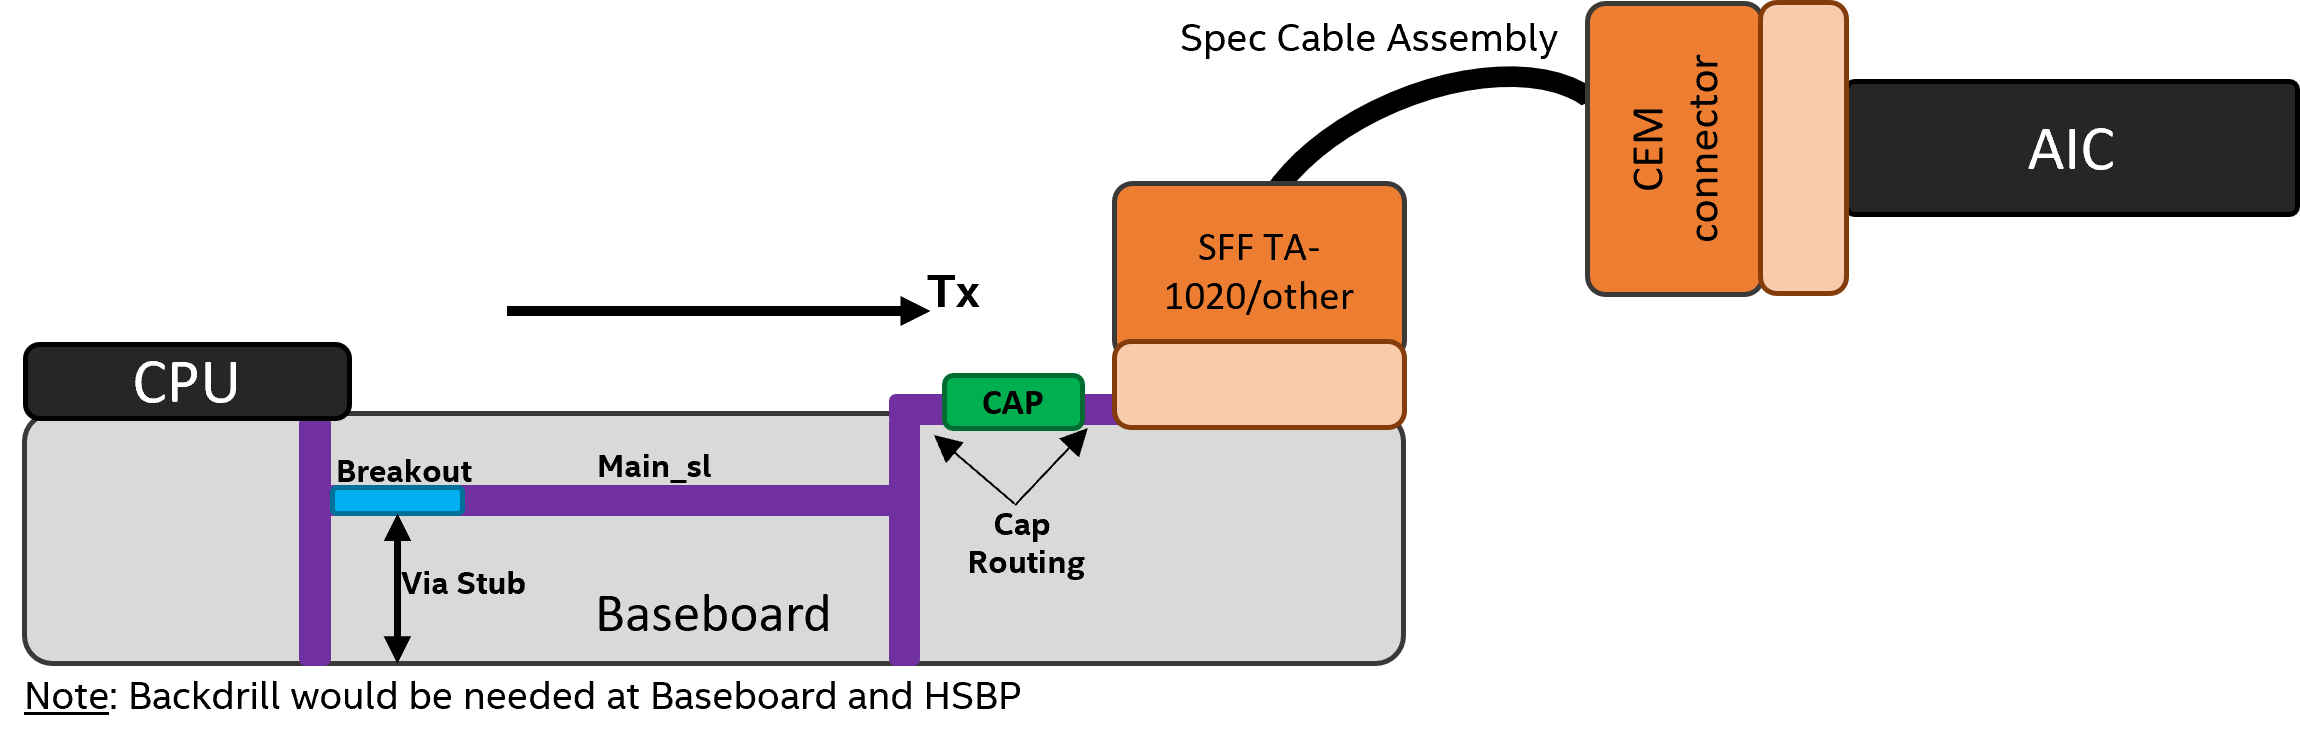 Spec Cable Assembly
CEM
connector
AIC
SFF TA-
1020/other
Tx
CPU
CAP
Breakout
Main_sl
Cap
Routing
Via Stub
Baseboard
Note: Backdrill would be needed at Baseboard and HSBP